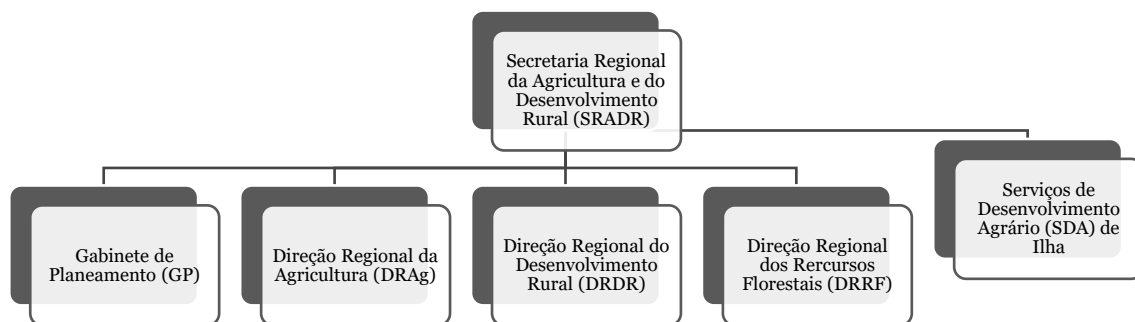 Secretaria Regional
da Agricultura e do
Desenvolvimento
Rural (SRADR)
Gabinete de
Planeamento (GP)
Direção Regional da
Agricultura (DRAg)
Direção Regional do
Desenvolvimento
Rural (DRDR)
Direção Regional
dos Rercursos
Florestais (DRRF)
Serviços de
Desenvolvimento
Agrário (SDA) de
Ilha